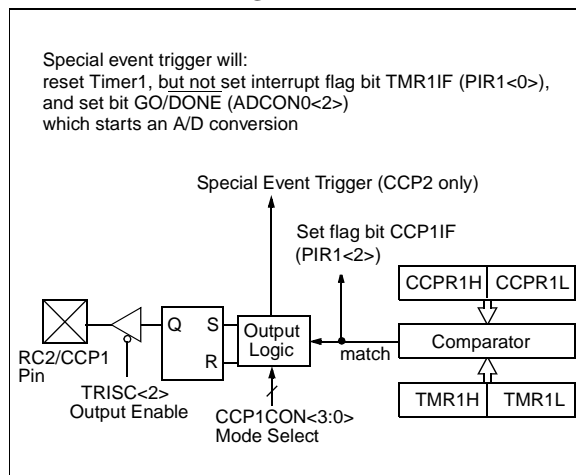 Special event trigger will:
reset Timer1, but not set interrupt flag bit TMR1IF (PIR1<0>),
and set bit GO/DONE (ADCON0<2>)
which starts an A/D conversion
Special Event Trigger (CCP2 only)
Set flag bit CCP1IF
(PIR1<2>)
CCPR1H CCPR1L
Q S
R
Output
Logic
match
Comparator
RC2/CCP1
Pin
TRISC<2>
Output Enable
CCP1CON<3:0>
Mode Select
TMR1H TMR1L